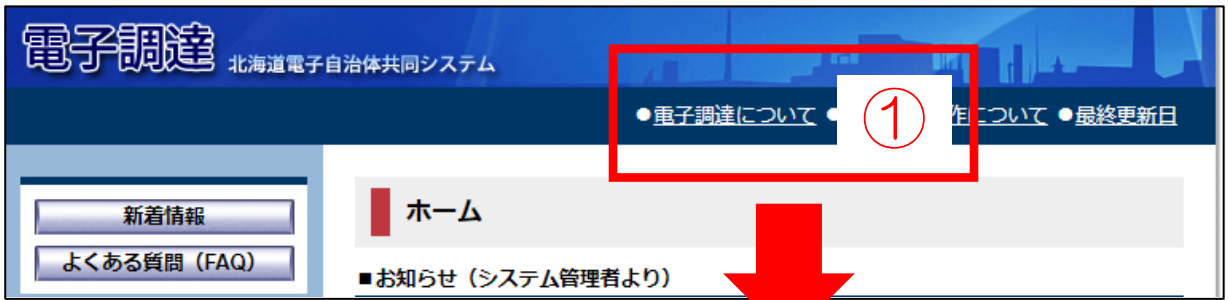 電子調達 北海道電子自治体共同システム
●電子調達について ● ① 作について ●最終更新日
新着情報
ホーム
よくある質問（FAQ）
■お知らせ（システム管理者より）